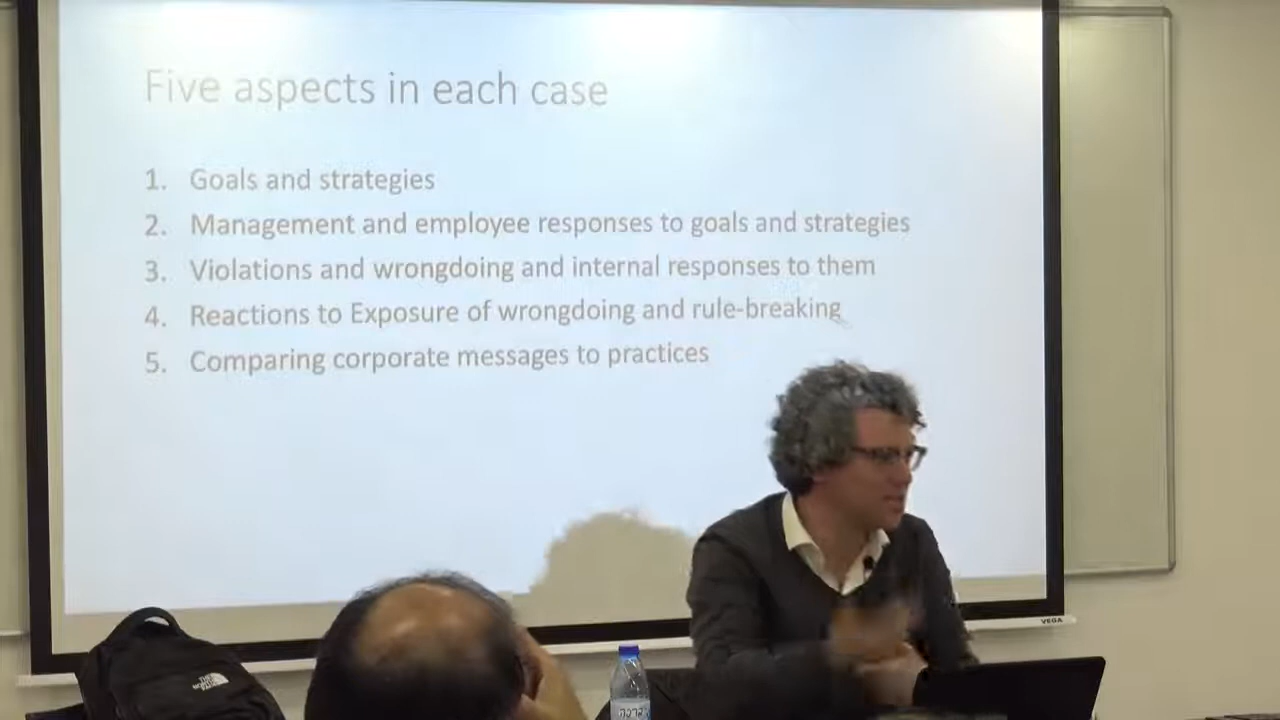 Five aspects in each case
1. Goals and strategies
2. Management and employee responses to goals and strategies
3. Violations and wrongdoing and internal responses to them
4. Reactions to Exposure of wrongdoing and rule-breaking
5. Comparing corporate messages to practices
VEGA
THE
NORTH
FACE